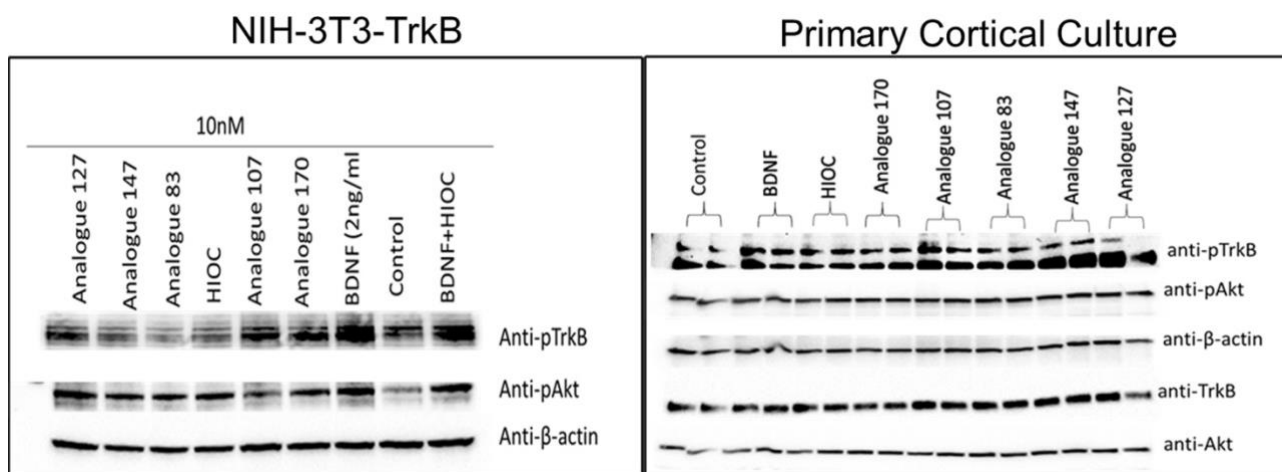 NIH-3T3-TrkB
10nM
Analogue 127
Analogue 147
Analogue 83
HIOC
Analogue 107
Analogue 170
BDNF (2ng/ml)
Control
BDNF+HIOC
Anti-pTrkB
Anti-pAkt
Anti-β-actin
Primary Cortical Culture
Control
BDNF
HIOC
Analogue 170
Analogue 107
Analogue 83
Analogue 147
Analogue 127
anti-pTrkB
anti-pAkt
anti-β-actin
anti-TrkB
anti-Akt